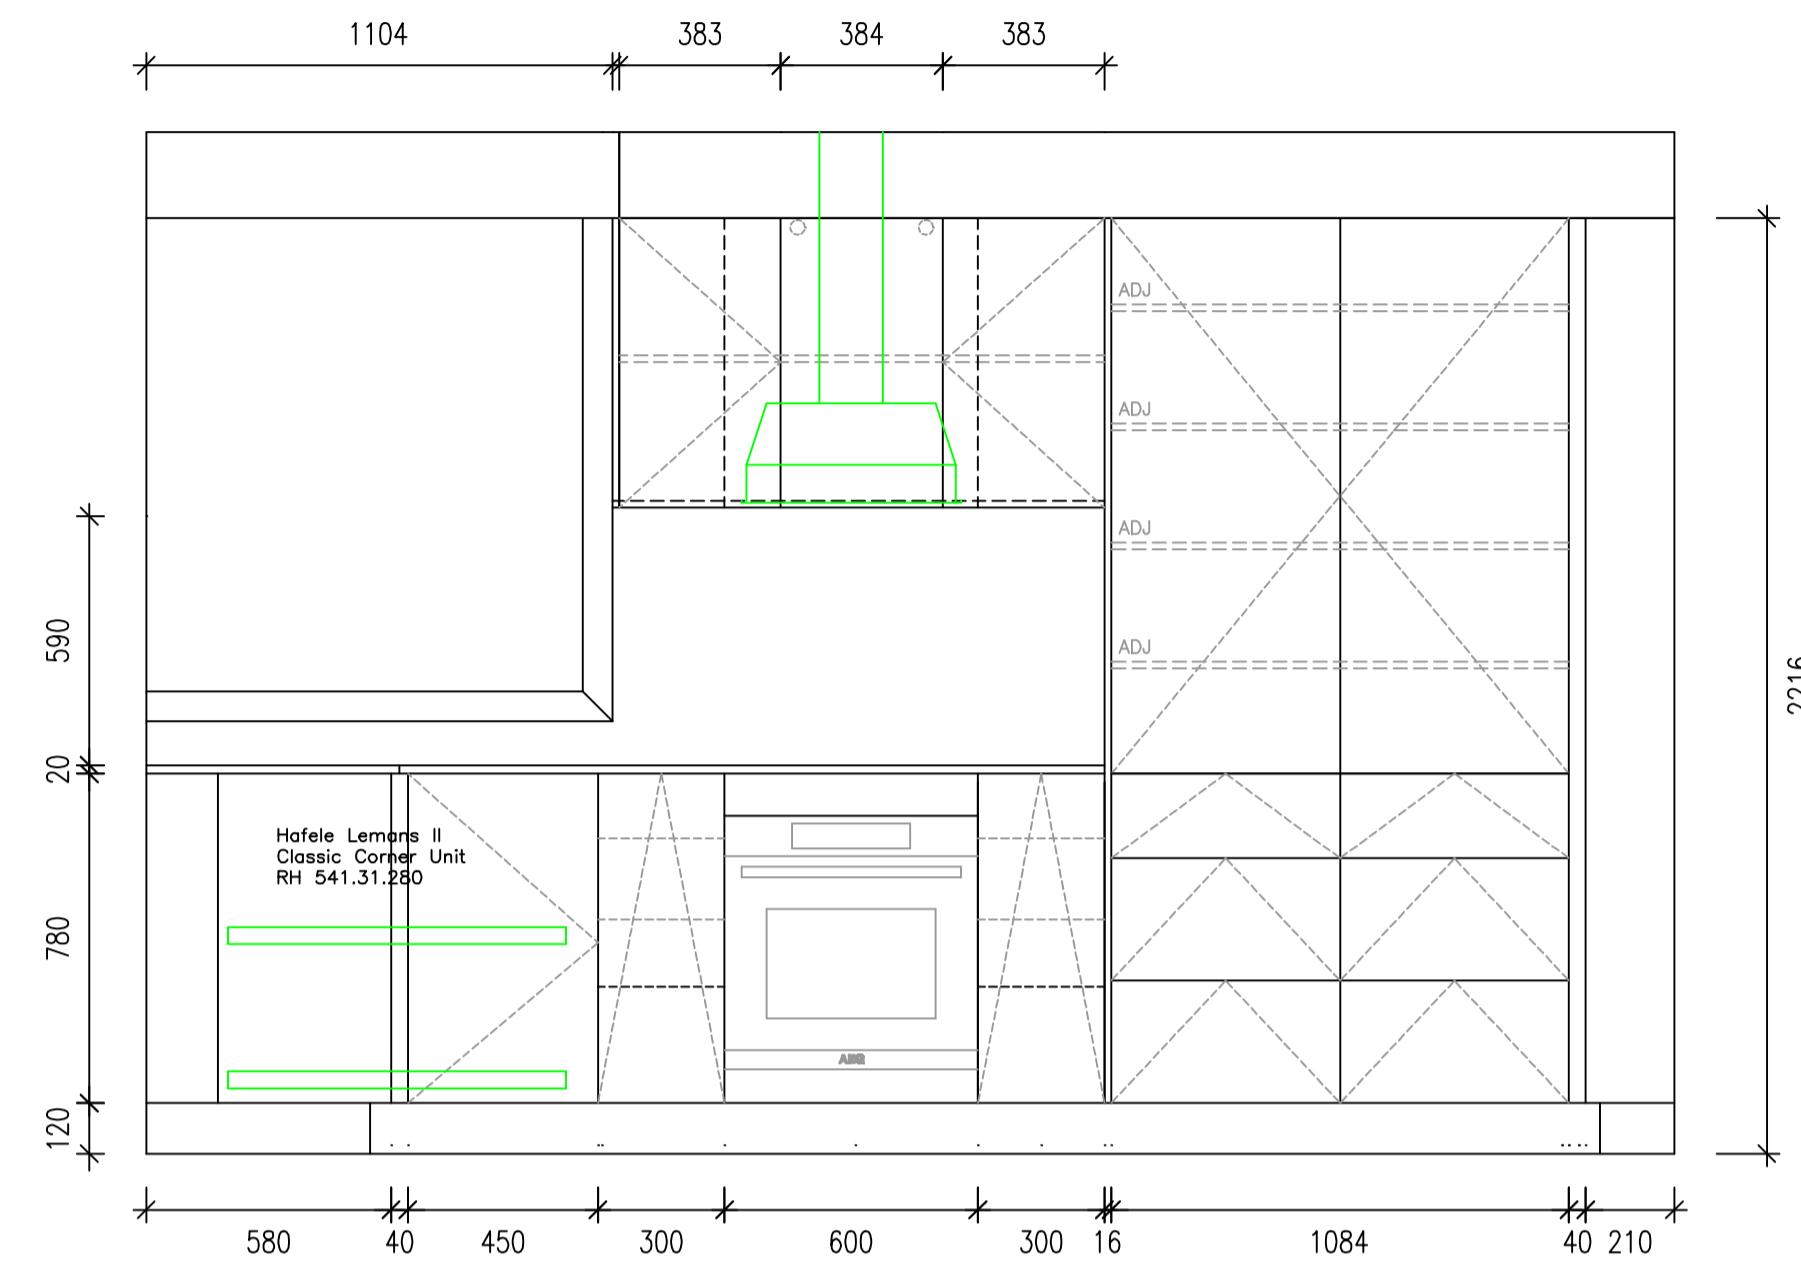 1104 383 384 383
ADJ
ADJ
ADJ
ADJ
590
2216
20
Hafele Lemans II
Classic Corner Unit
RH 541.31.280
780
AEG
120
580 40 450 300 600 300 16 1084 40 210